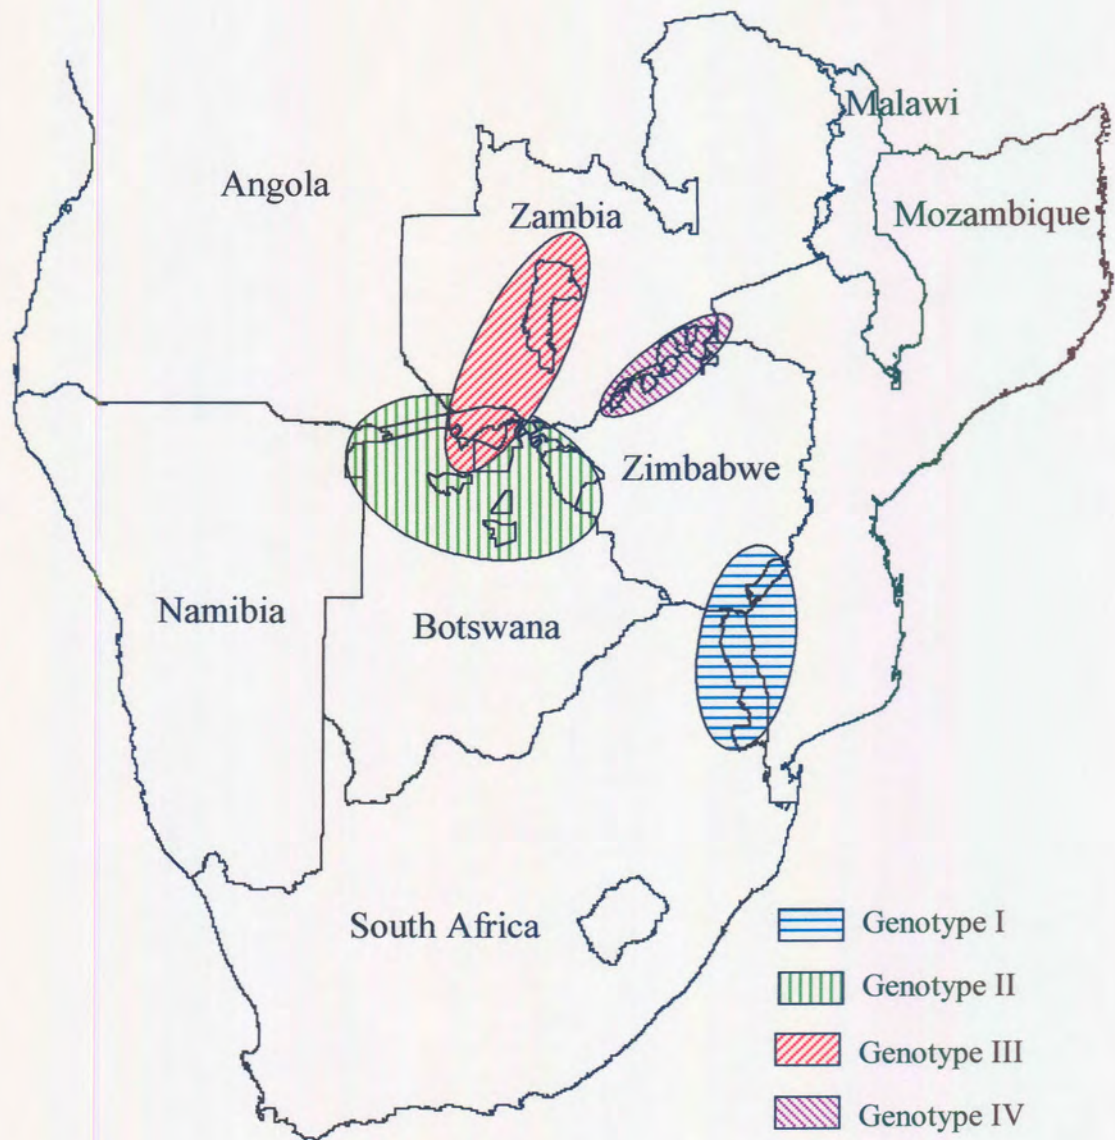 Malawi
Angola
Zambia
Mozambique
Zimbabwe
Namibia
Botswana
South Africa
Genotype I
Genotype II
Genotype III
Genotype IV